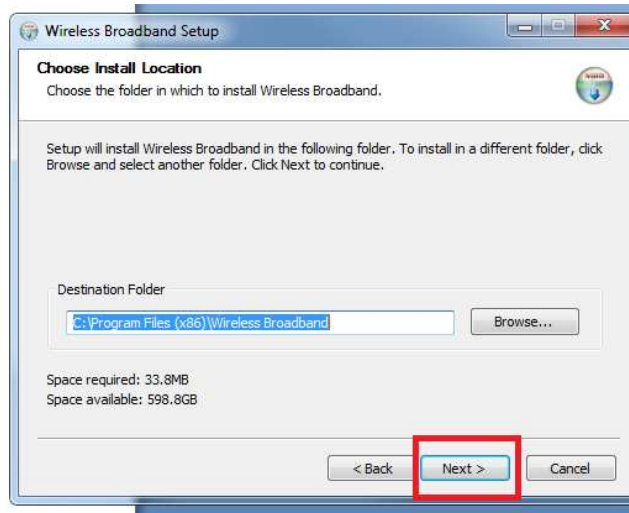 Wireless Broadband Setup
Choose Install Location
Choose the folder in which to install Wireless Broadband.
Setup will install Wireless Broadband in the following folder. To install in a different folder, click
Browse and select another folder. Click Next to continue.
Destination Folder
C:\Program Files (x86)\Wireless Broadband
Browse...
Space required: 33.8MB
Space available: 598.8GB
< Back
Next >
Cancel